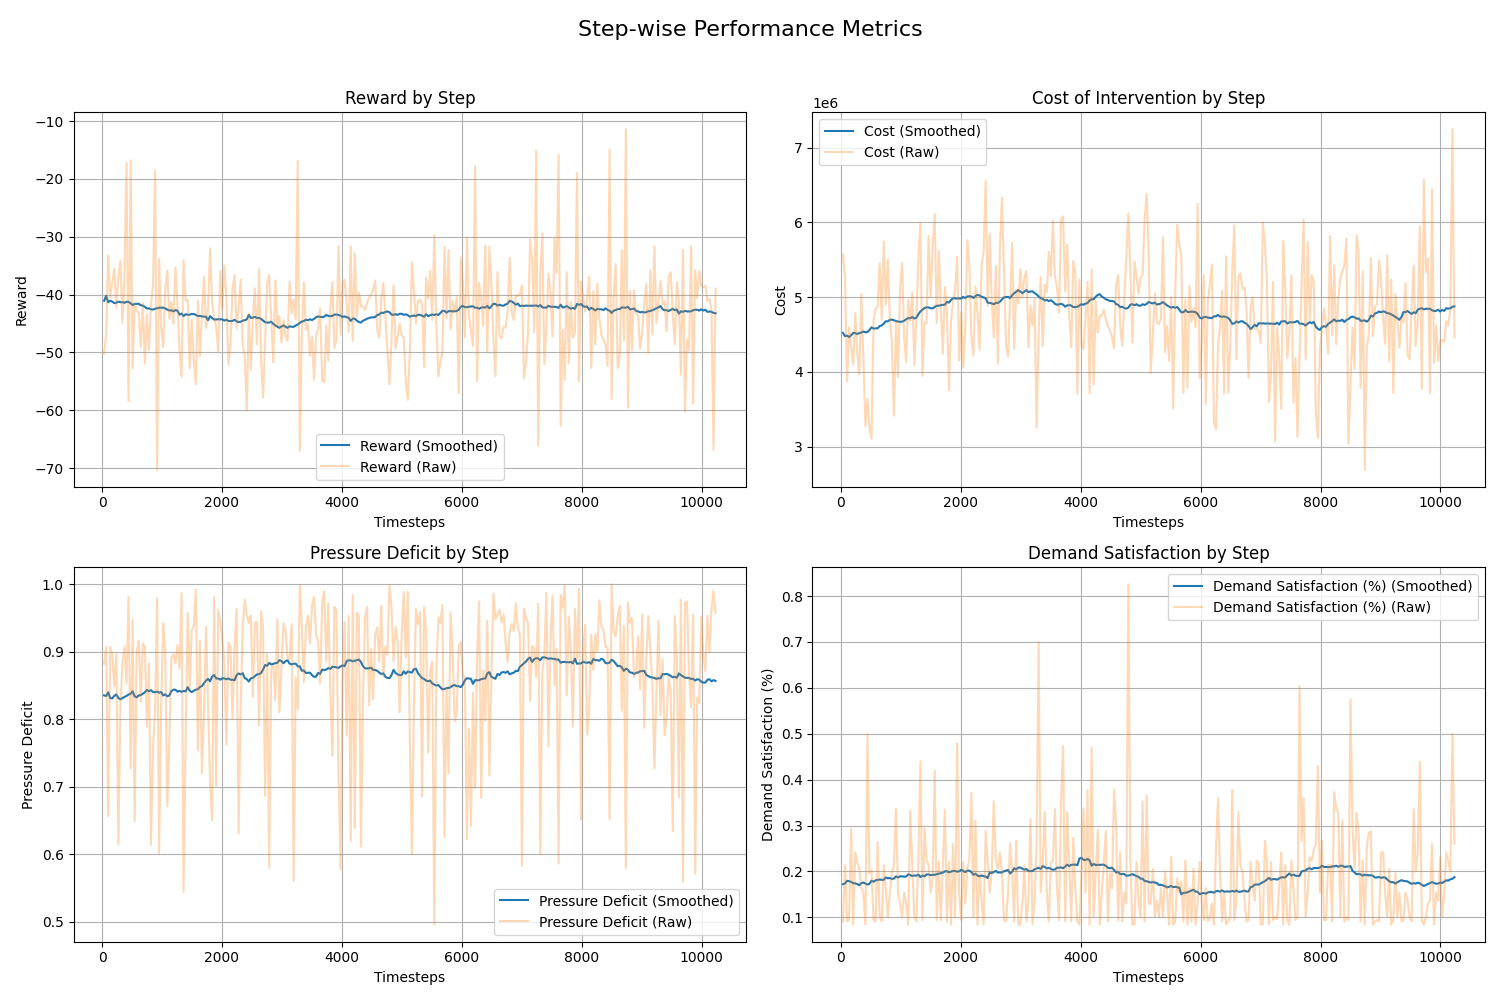 Step-wise Performance Metrics
Reward by Step
−10
−20
−30
−40
−50
−60
−70
Reward
Reward (Smoothed)
Reward (Raw)
0 2000 4000 6000 8000 10000
Timesteps
Cost of Intervention by Step
1e6
7
6
5
4
3
Cost
Cost (Smoothed)
Cost (Raw)
0 2000 4000 6000 8000 10000
Timesteps
Pressure Deficit by Step
1.0
0.9
0.8
0.7
0.6
0.5
Pressure Deficit
Pressure Deficit (Smoothed)
Pressure Deficit (Raw)
0 2000 4000 6000 8000 10000
Timesteps
Demand Satisfaction by Step
0.8
0.7
0.6
0.5
0.4
0.3
0.2
0.1
Demand Satisfaction (%)
Demand Satisfaction (%) (Smoothed)
Demand Satisfaction (%) (Raw)
0 2000 4000 6000 8000 10000
Timesteps